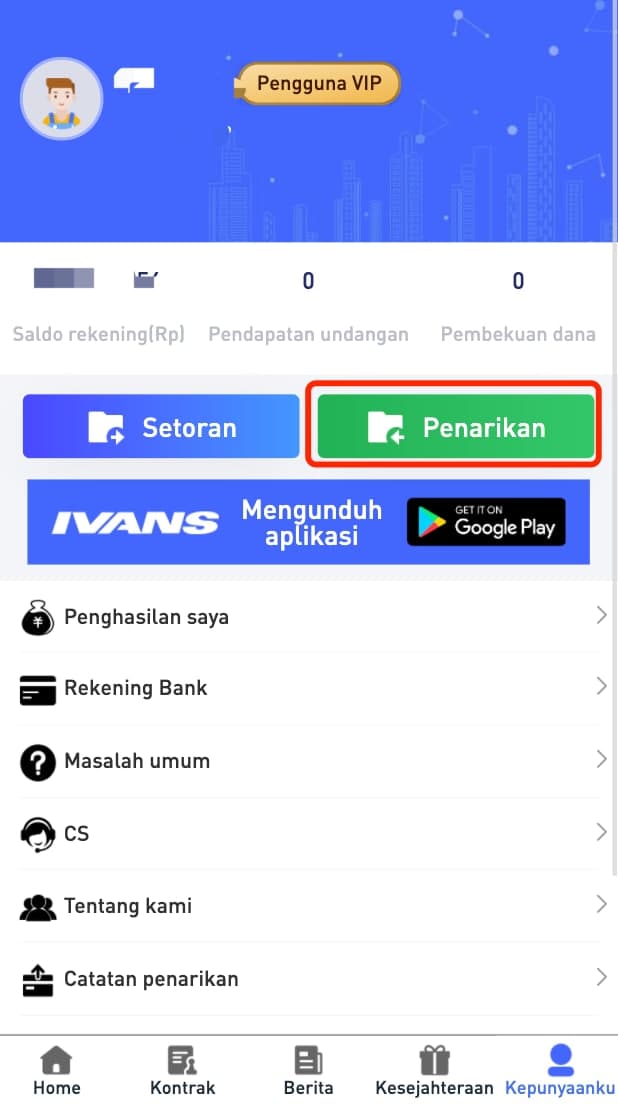 Pengguna VIP
0
0
Saldo rekening(Rp)
Pendapatan undangan
Pembekuan dana
Setoran
Penarikan
IVANS
Mengunduh
aplikasi
GET IT ON
Google Play
Penghasilan saya
Rekening Bank
Masalah umum
CS
Tentang kami
Catatan penarikan
Home
Kontrak
Berita
Kesejahteraan
Kepunyaanku